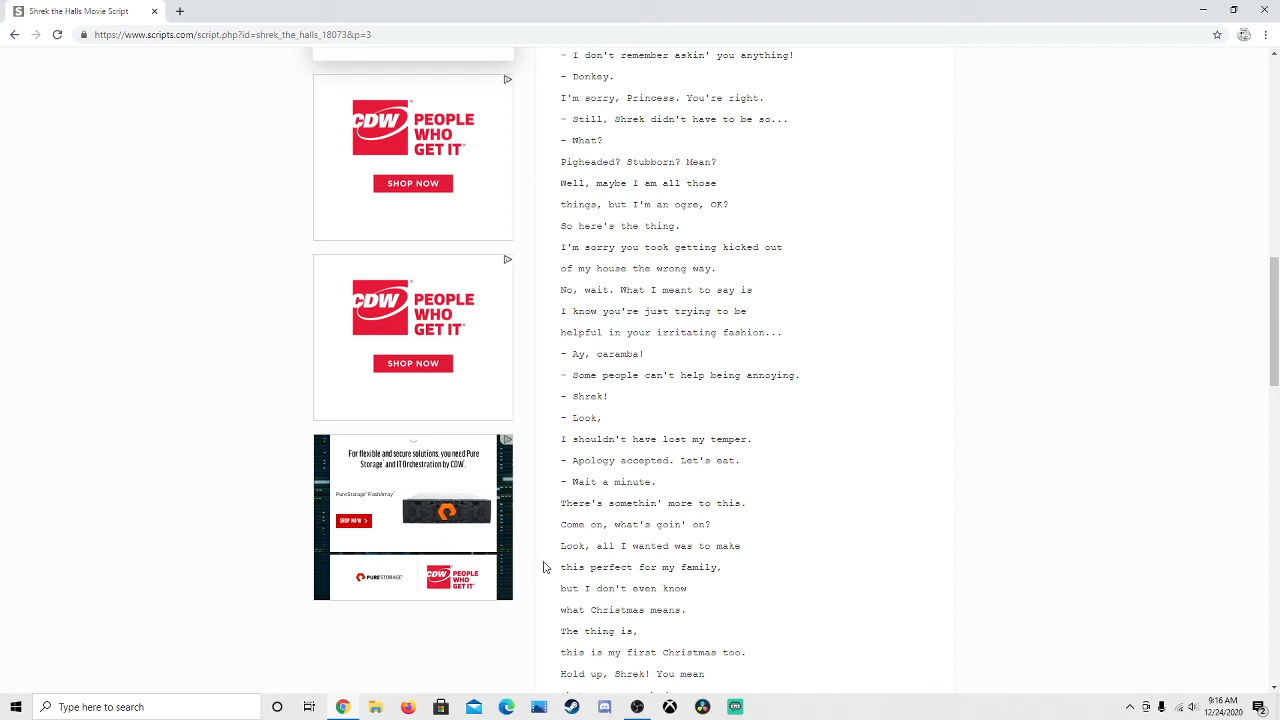 Shrek Movie Script
https://www.scripts.com/script.php?id=shrek_the_halls_18073&p=3
CDW
PEOPLE
WHO
GET IT
SHOP NOW
CDW
PEOPLE
WHO
GET IT
SHOP NOW
For flexible and secure solutions, you need Pure
Storage and IT Orchestration by CDW.
PureStorage FlashArray
SHOP NOW >
PURESTORAGE
CDW
PEOPLE
WHO
GET IT
- I don't remember askin' you anything!
- Donkey.
I'm sorry, Princess. You're right.
- Still, Shrek didn't have to be so...
- What?
Pigheaded? Stubborn? Mean?
Well, maybe I am all those
things, but I'm an ogre, OK?
So here's the thing.
I'm sorry you took getting kicked out
of my house the wrong way.
No, wait. What I meant to say is
I know you're just trying to be
helpful in your irritating fashion...
- Ay, caramba!
- Some people can't help being annoying.
- Shrek!
- Look,
I shouldn't have lost my temper.
- Apology accepted. Let's eat.
- Wait a minute.
There's somethin' more to this.
Come on, what's goin' on?
Look, all I wanted was to make
this perfect for my family,
but I don't even know
what Christmas means.
This is,
this is my first Christmas too.
Hold up, Shrek! You mean
Type here to search
9:16 AM
12/24/2020
2